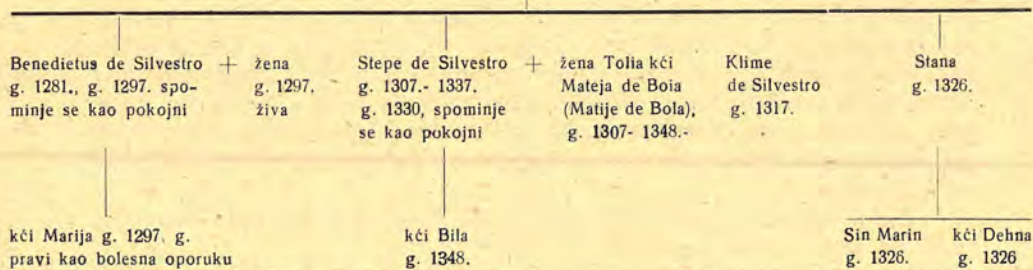 Benedietus de Silvestro + žena
g. 1281., g. 1297. spo-
minje se kao pokojni
g. 1297.
živa
Stepe de Silvestro + žena Tolia kći
g. 1307.- 1337.
g. 1330, spominje
se kao pokojni
Mateja de Boia
(Matije de Bola),
g. 1307- 1348.-
Klime
de Silvestro
g. 1317.
Stana
g. 1326.
kći Marija g. 1297. g.
pravi kao bolesna oporuku
kći Bila
g. 1348.
Sin Marin
g. 1326.
kći Dehna
g. 1326